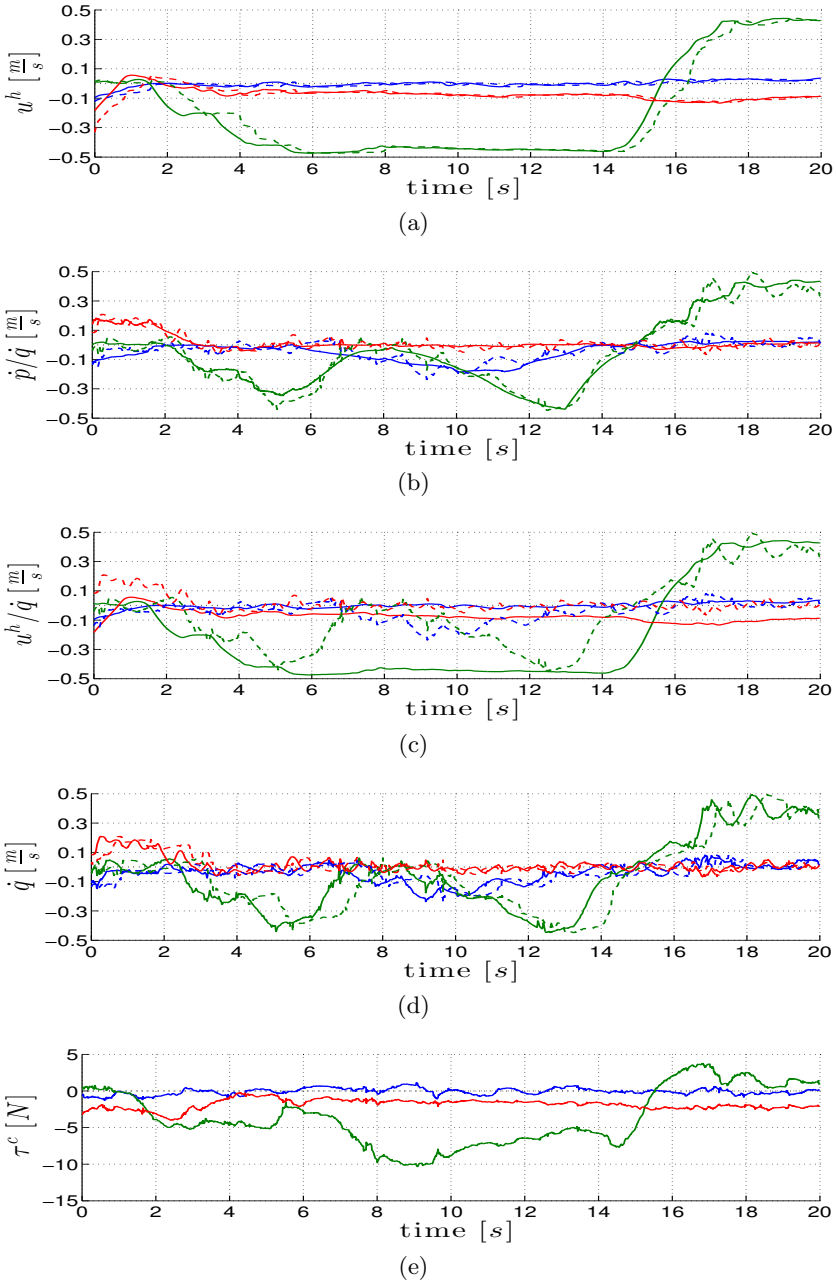 u^h [m/s]
0.5
0.3
0.1
−0.1
−0.3
−0.5
0 2 4 6 8 10 12 14 16 18 20
time [s]
(a)
ṗ/q̇ [m/s]
0.5
0.3
0.1
−0.1
−0.3
−0.5
0 2 4 6 8 10 12 14 16 18 20
time [s]
(b)
u^h/q̇ [m/s]
0.5
0.3
0.1
−0.1
−0.3
−0.5
0 2 4 6 8 10 12 14 16 18 20
time [s]
(c)
q̇ [m/s]
0.5
0.3
0.1
−0.1
−0.3
−0.5
0 2 4 6 8 10 12 14 16 18 20
time [s]
(d)
τ^c [N]
5
0
−5
−10
−15
0 2 4 6 8 10 12 14 16 18 20
time [s]
(e)